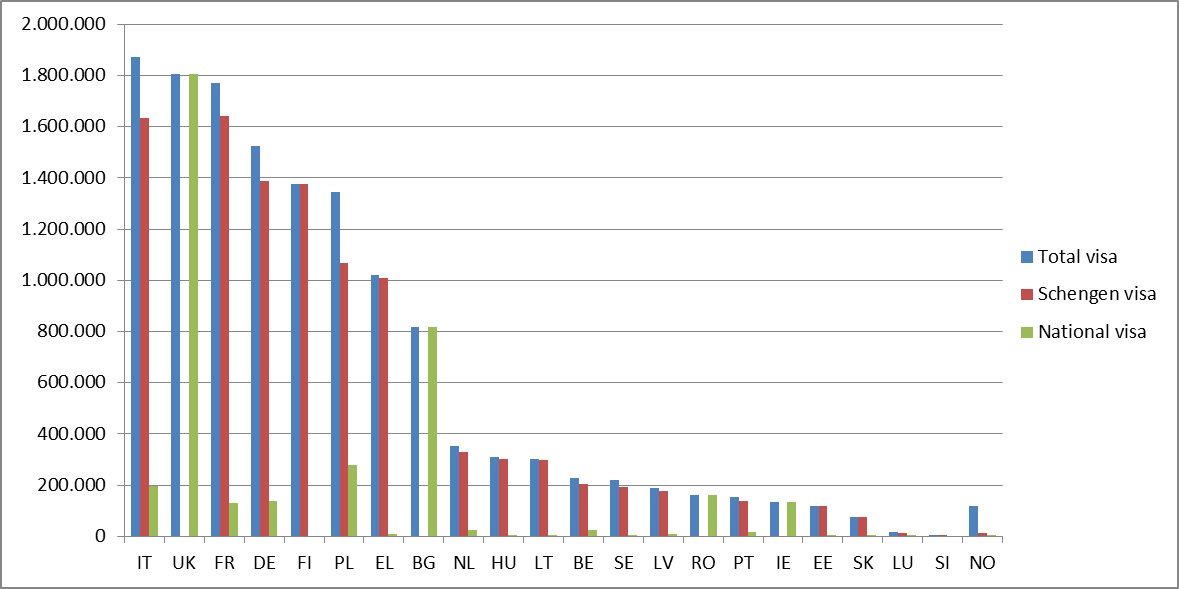 2.000.000
1.800.000
1.600.000
1.400.000
1.200.000
1.000.000
800.000
600.000
400.000
200.000
0
IT UK FR DE FI PL EL BG NL HU LT BE SE LV RO PT IE EE SK LU SI NO
Total visa
Schengen visa
National visa